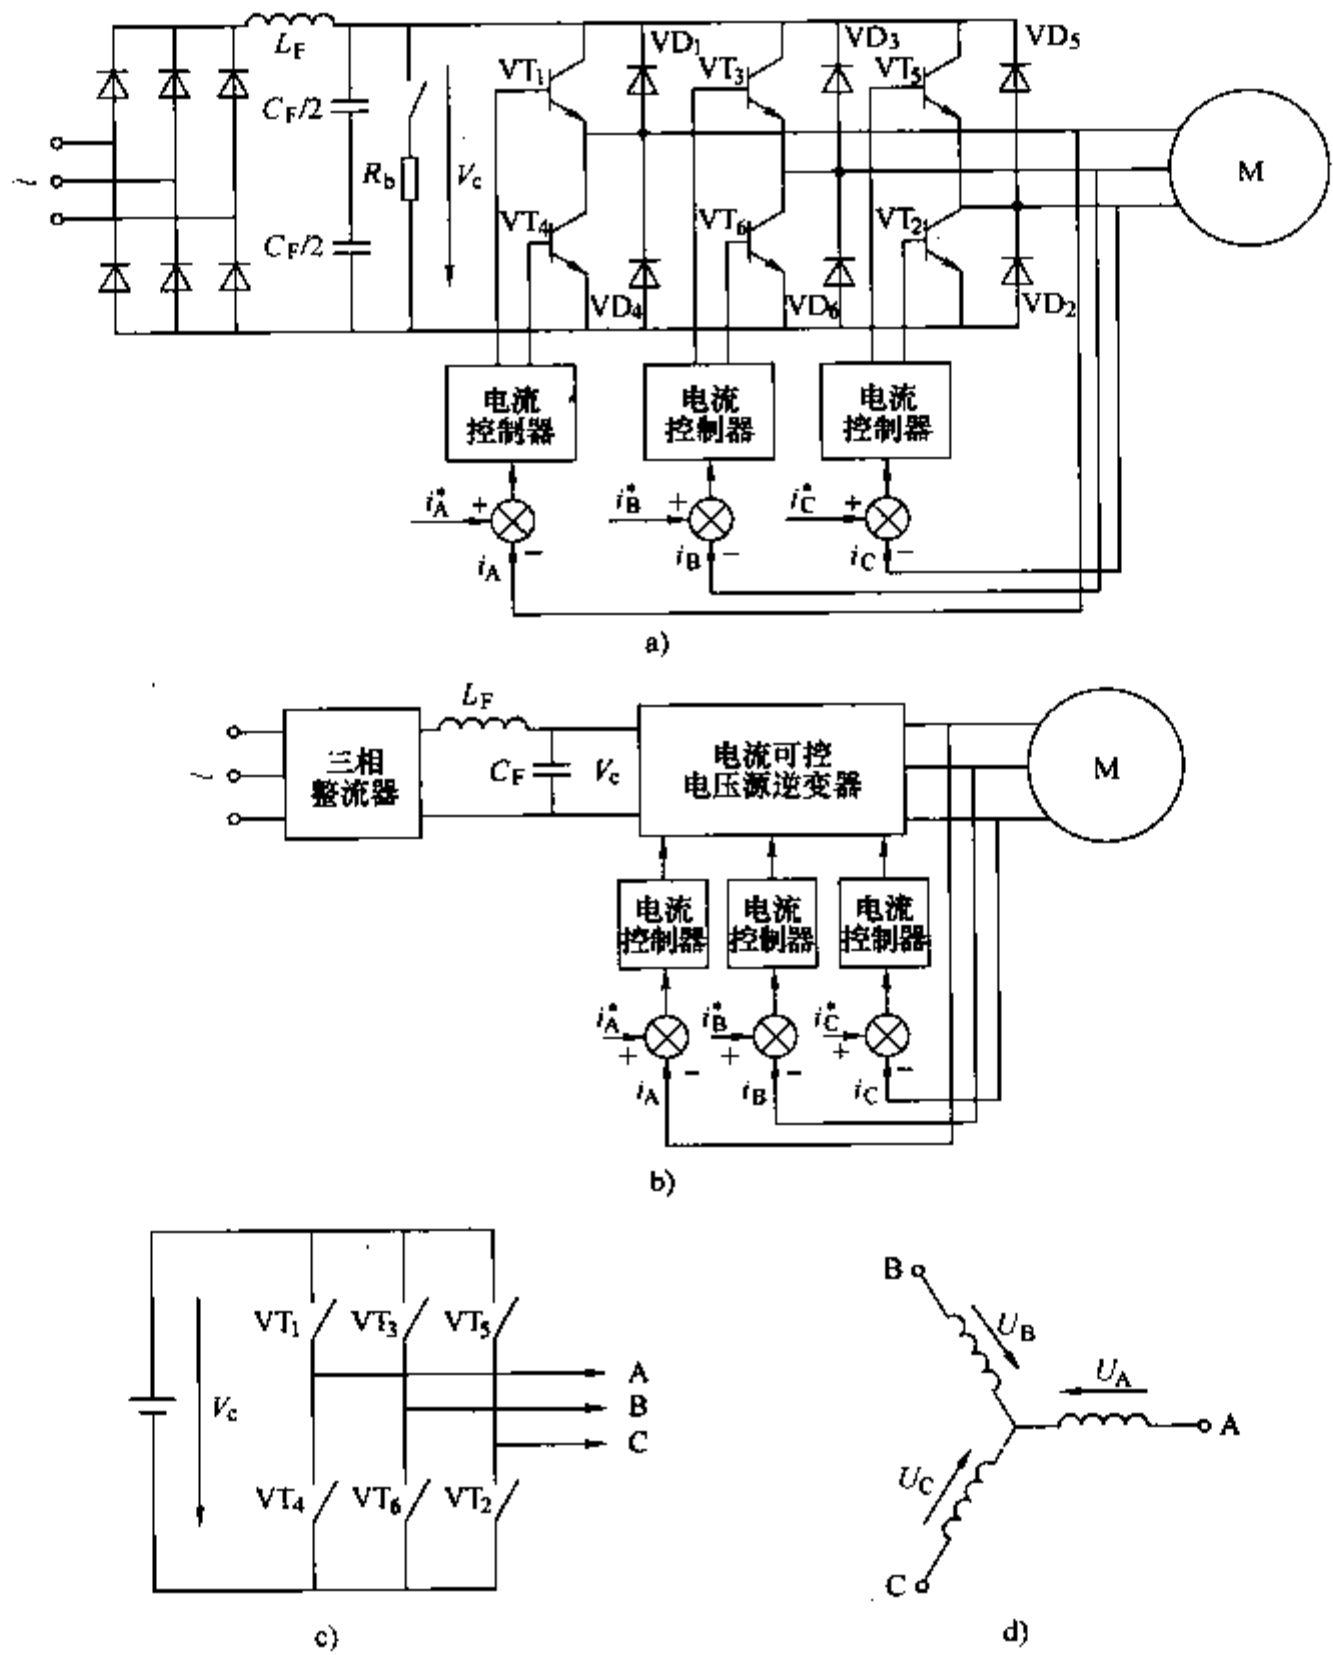 L_F
C_F/2
C_F/2
R_b
V_c
VT₁
VD₁
VT₃
VD₃
VT₅
VD₅
VT₄
VD₄
VT₆
VD₆
VT₂
VD₂
M
~
电流
控制器
电流
控制器
电流
控制器
i*_A
+
i*_B
+
i*_C
+
i_A
−
i_B
−
i_C
−
a)
L_F
三相
整流器
~
C_F
V_c
电流可控
电压源逆变器
M
电流
控制器
电流
控制器
电流
控制器
i*_A
+
i*_B
+
i*_C
+
i_A
−
i_B
−
i_C
−
b)
V_c
VT₁
VT₃
VT₅
A
B
C
VT₄
VT₆
VT₂
c)
B
U_B
U_A
A
U_C
C
d)